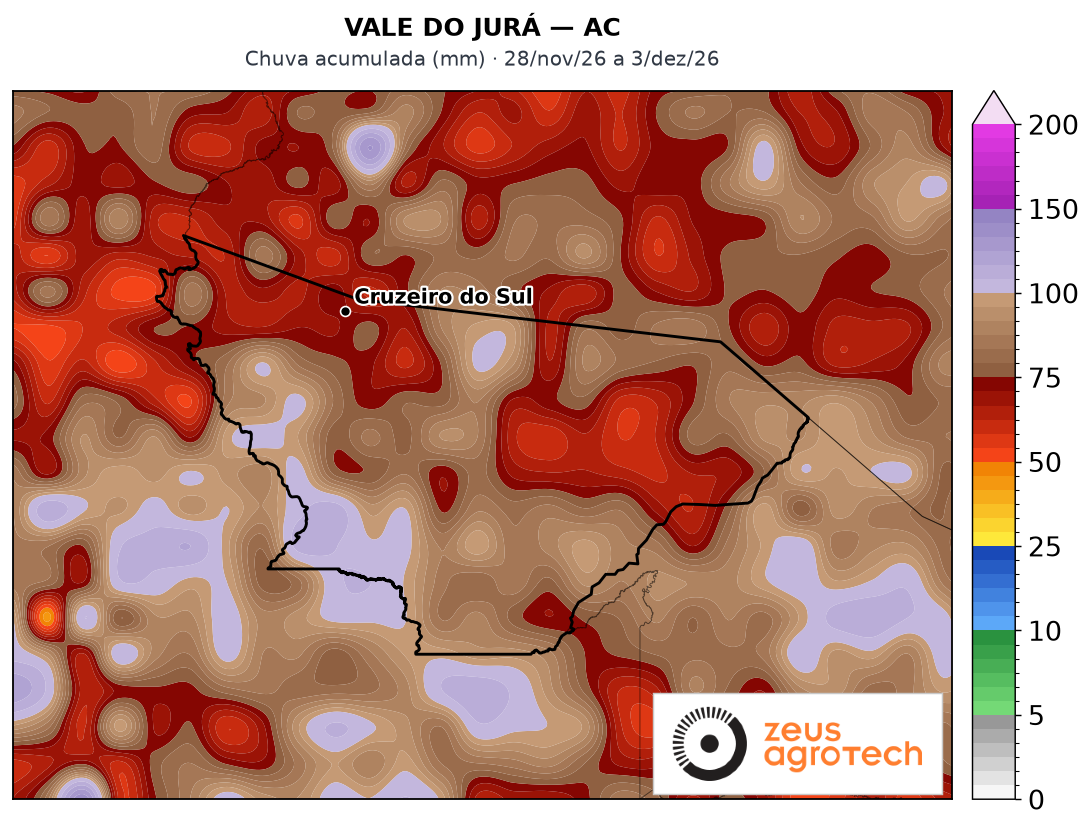 VALE DO JURÁ — AC
Chuva acumulada (mm) · 28/nov/26 a 3/dez/26
Cruzeiro do Sul
200
150
100
75
50
25
10
5
0
zeus
agrotech